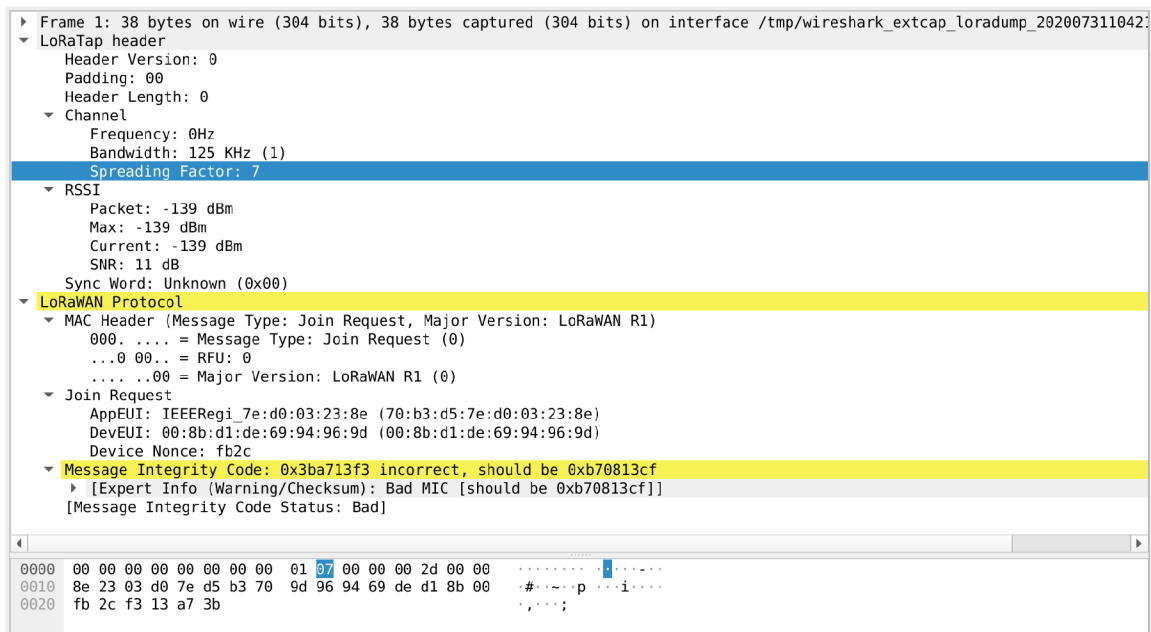 Frame 1: 38 bytes on wire (304 bits), 38 bytes captured (304 bits) on interface /tmp/wireshark_extcap_loradump_2020073110421
LoRaTap header
Header Version: 0
Padding: 00
Header Length: 0
Channel
Frequency: 0Hz
Bandwidth: 125 KHz (1)
Spreading Factor: 7
RSSI
Packet: -139 dBm
Max: -139 dBm
Current: -139 dBm
SNR: 11 dB
Sync Word: Unknown (0x00)
LoRaWAN Protocol
MAC Header (Message Type: Join Request, Major Version: LoRaWAN R1)
000. .... = Message Type: Join Request (0)
...0 00.. = RFU: 0
.... ..00 = Major Version: LoRaWAN R1 (0)
Join Request
AppEUI: IEEERegi_7e:d0:03:23:8e (70:b3:d5:7e:d0:03:23:8e)
DevEUI: 00:8b:d1:de:69:94:96:9d (00:8b:d1:de:69:94:96:9d)
Device Nonce: fb2c
Message Integrity Code: 0x3ba713f3 incorrect, should be 0xb70813cf
[Expert Info (Warning/Checksum): Bad MIC [should be 0xb70813cf]]
[Message Integrity Code Status: Bad]
0000 00 00 00 00 00 00 00 00 01 07 00 00 00 2d 00 00 ········ ·····-··
0010 8e 23 03 d0 7e d5 b3 70 9d 96 94 69 de d1 8b 00 ·#··~··p ···i····
0020 fb 2c f3 13 a7 3b ·,···;